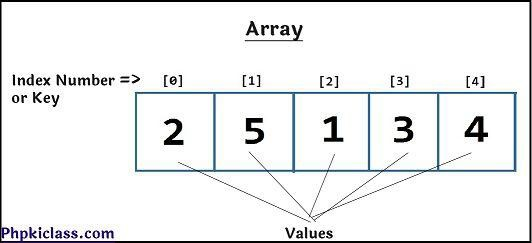 Array
Index Number => [0] [1] [2] [3] [4]
or Key
2 5 1 3 4
Phpkiclass.com Values